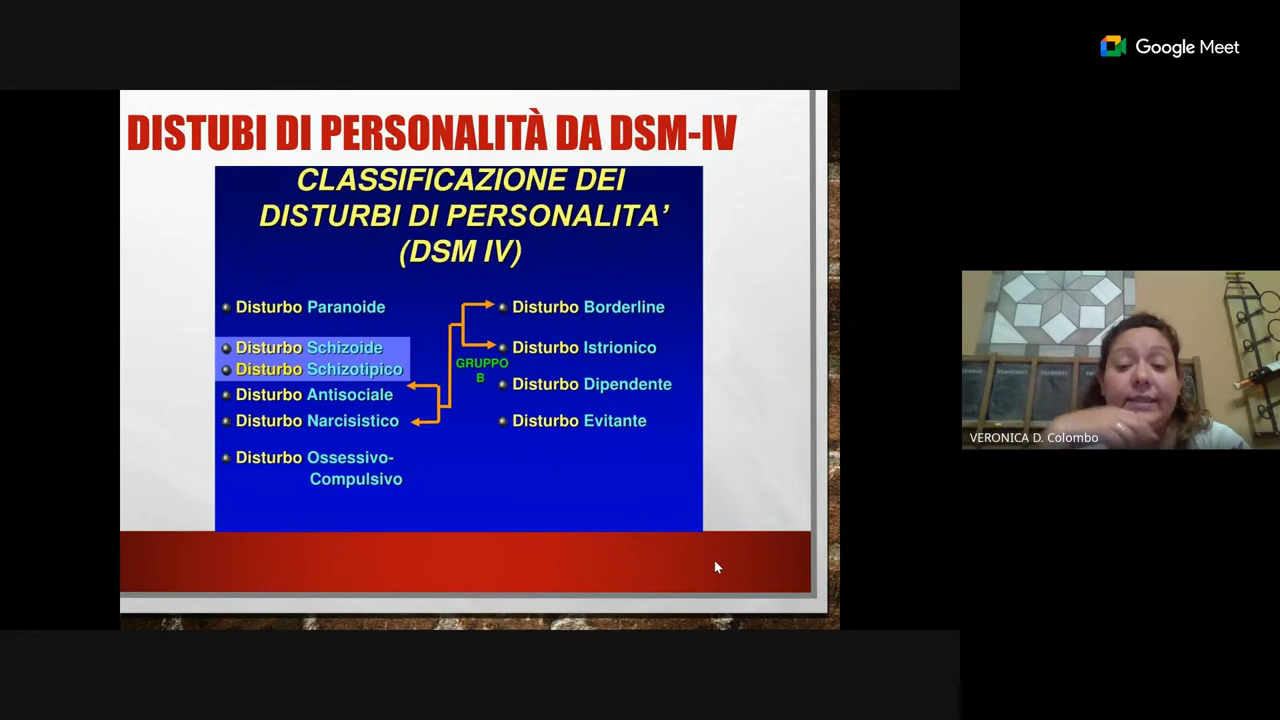 DISTUBI DI PERSONALITÀ DA DSM-IV
CLASSIFICAZIONE DEI
DISTURBI DI PERSONALITA’
(DSM IV)
Disturbo Paranoide
Disturbo Schizoide
Disturbo Schizotipico
Disturbo Antisociale
Disturbo Narcisistico
Disturbo Ossessivo-
Compulsivo
GRUPPO
B
Disturbo Borderline
Disturbo Istrionico
Disturbo Dipendente
Disturbo Evitante
Google Meet
VERONICA D. Colombo